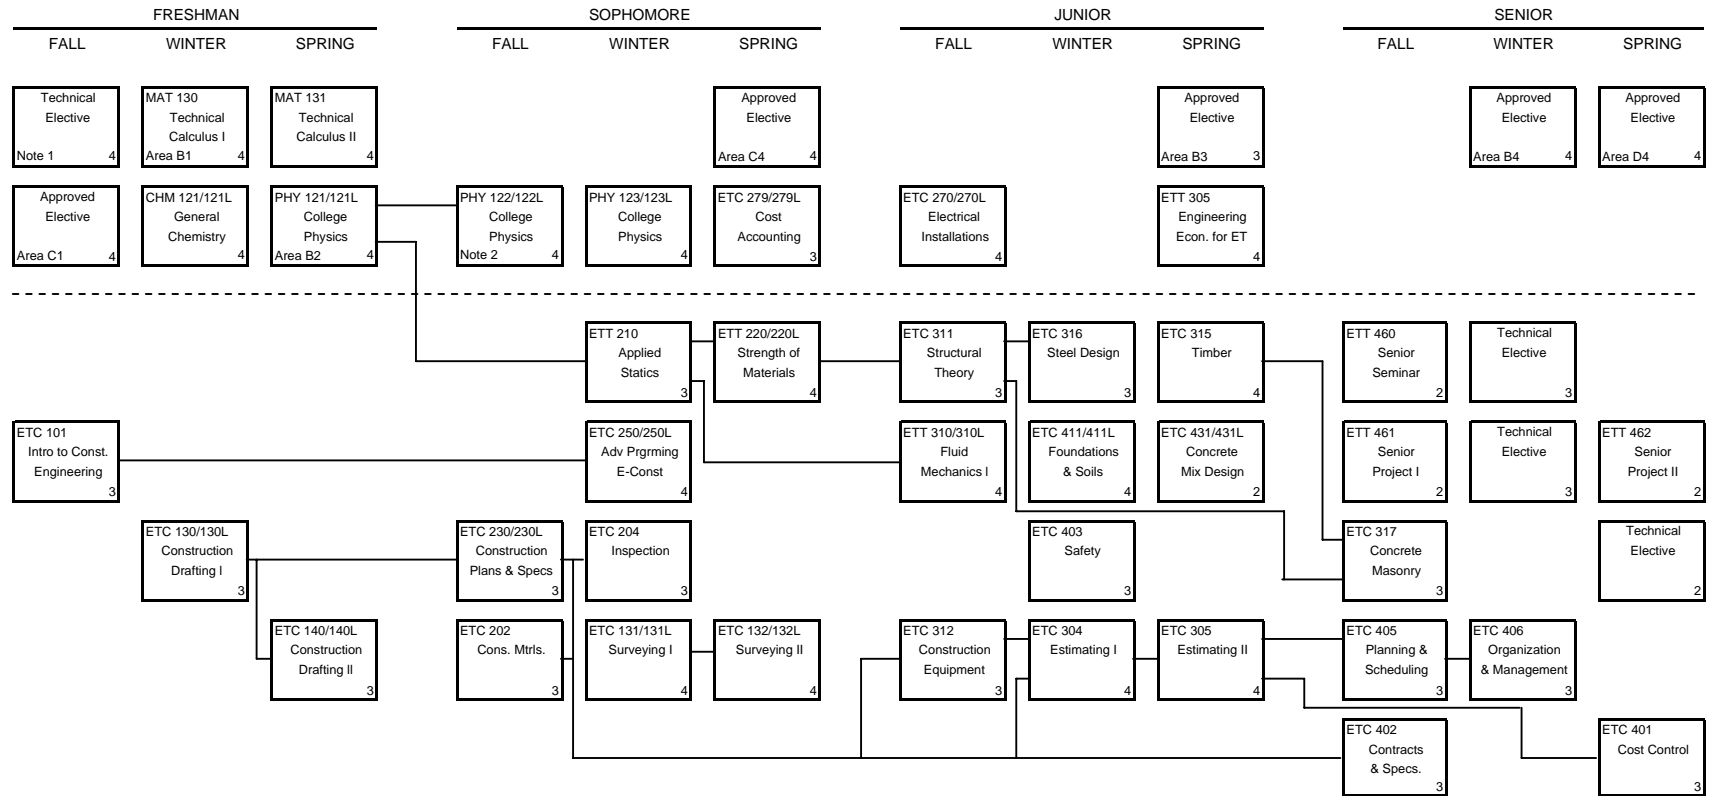 FRESHMAN
SOPHOMORE
JUNIOR
SENIOR
FALL WINTER SPRING
FALL WINTER SPRING
FALL WINTER SPRING
FALL WINTER SPRING
Technical
Elective
Note 1 4
MAT 130
Technical
Calculus I
Area B1 4
MAT 131
Technical
Calculus II
4
Approved
Elective
Area C4 4
Approved
Elective
Area B3 3
Approved
Elective
Area B4 4
Approved
Elective
Area D4 4
Approved
Elective
Area C1 4
CHM 121/121L
General
Chemistry
4
PHY 121/121L
College
Physics
Area B2 4
PHY 122/122L
College
Physics
Note 2 4
PHY 123/123L
College
Physics
4
ETC 279/279L
Cost
Accounting
3
ETC 270/270L
Electrical
Installations
4
ETT 305
Engineering
Econ. for ET
4
ETT 210
Applied
Statics
3
ETT 220/220L
Strength of
Materials
4
ETC 311
Structural
Theory
3
ETC 316
Steel Design
3
ETC 315
Timber
4
ETT 460
Senior
Seminar
2
Technical
Elective
3
ETC 101
Intro to Const.
Engineering
3
ETC 250/250L
Adv Prgrming
E-Const
4
ETT 310/310L
Fluid
Mechanics I
4
ETC 411/411L
Foundations
& Soils
4
ETC 431/431L
Concrete
Mix Design
2
ETT 461
Senior
Project I
2
Technical
Elective
3
ETT 462
Senior
Project II
2
ETC 130/130L
Construction
Drafting I
3
ETC 230/230L
Construction
Plans & Specs
3
ETC 204
Inspection
3
ETC 403
Safety
3
ETC 317
Concrete
Masonry
3
Technical
Elective
2
ETC 140/140L
Construction
Drafting II
3
ETC 202
Cons. Mtrls.
3
ETC 131/131L
Surveying I
4
ETC 132/132L
Surveying II
4
ETC 312
Construction
Equipment
3
ETC 304
Estimating I
4
ETC 305
Estimating II
4
ETC 405
Planning &
Scheduling
3
ETC 406
Organization
& Management
3
ETC 402
Contracts
& Specs.
3
ETC 401
Cost Control
3